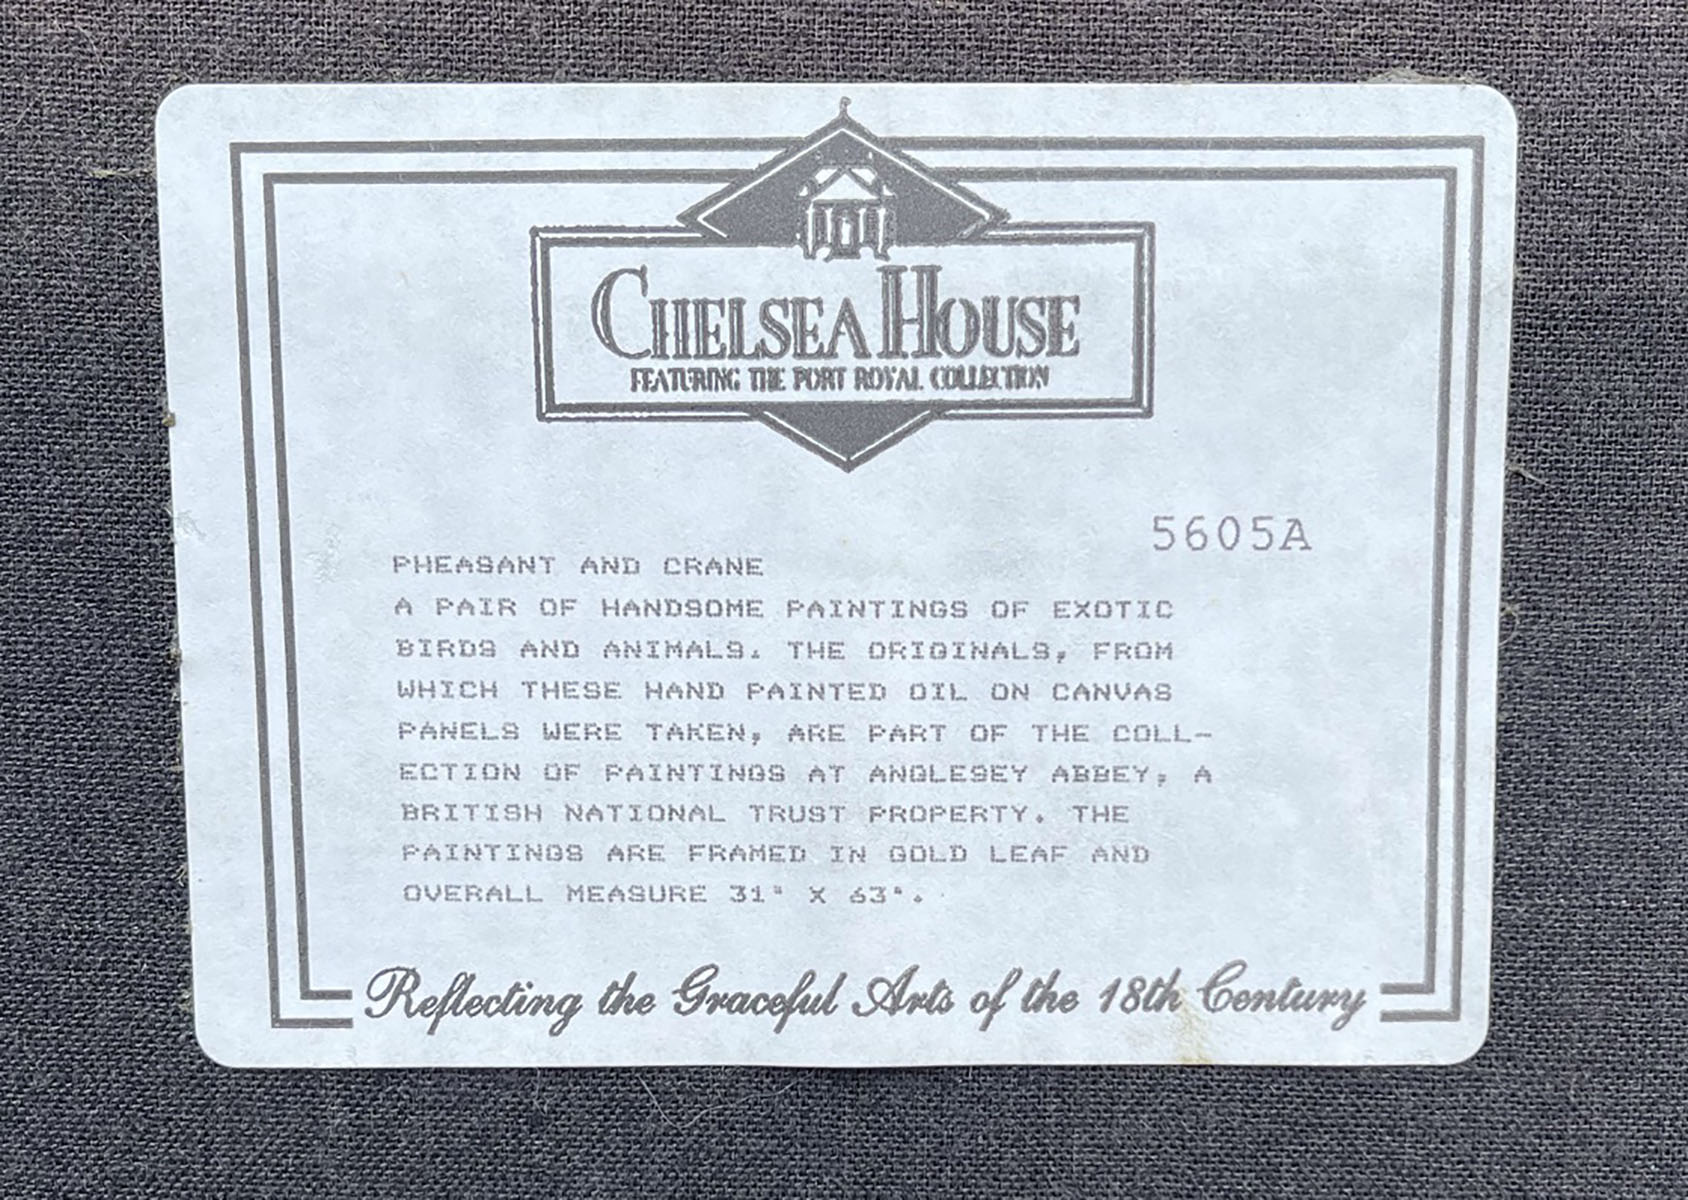 CHELSEA HOUSE
FEATURING THE PORT ROYAL COLLECTION
5605A
PHEASANT AND CRANE
A PAIR OF HANDSOME PAINTINGS OF EXOTIC
BIRDS AND ANIMALS. THE ORIGINALS, FROM
WHICH THESE HAND PAINTED OIL ON CANVAS
PANELS WERE TAKEN, ARE PART OF THE COLL-
ECTION OF PAINTINGS AT ANGLESEY ABBEY, A
BRITISH NATIONAL TRUST PROPERTY. THE
PAINTINGS ARE FRAMED IN GOLD LEAF AND
OVERALL MEASURE 31" X 63".
Reflecting the Graceful Arts of the 18th Century